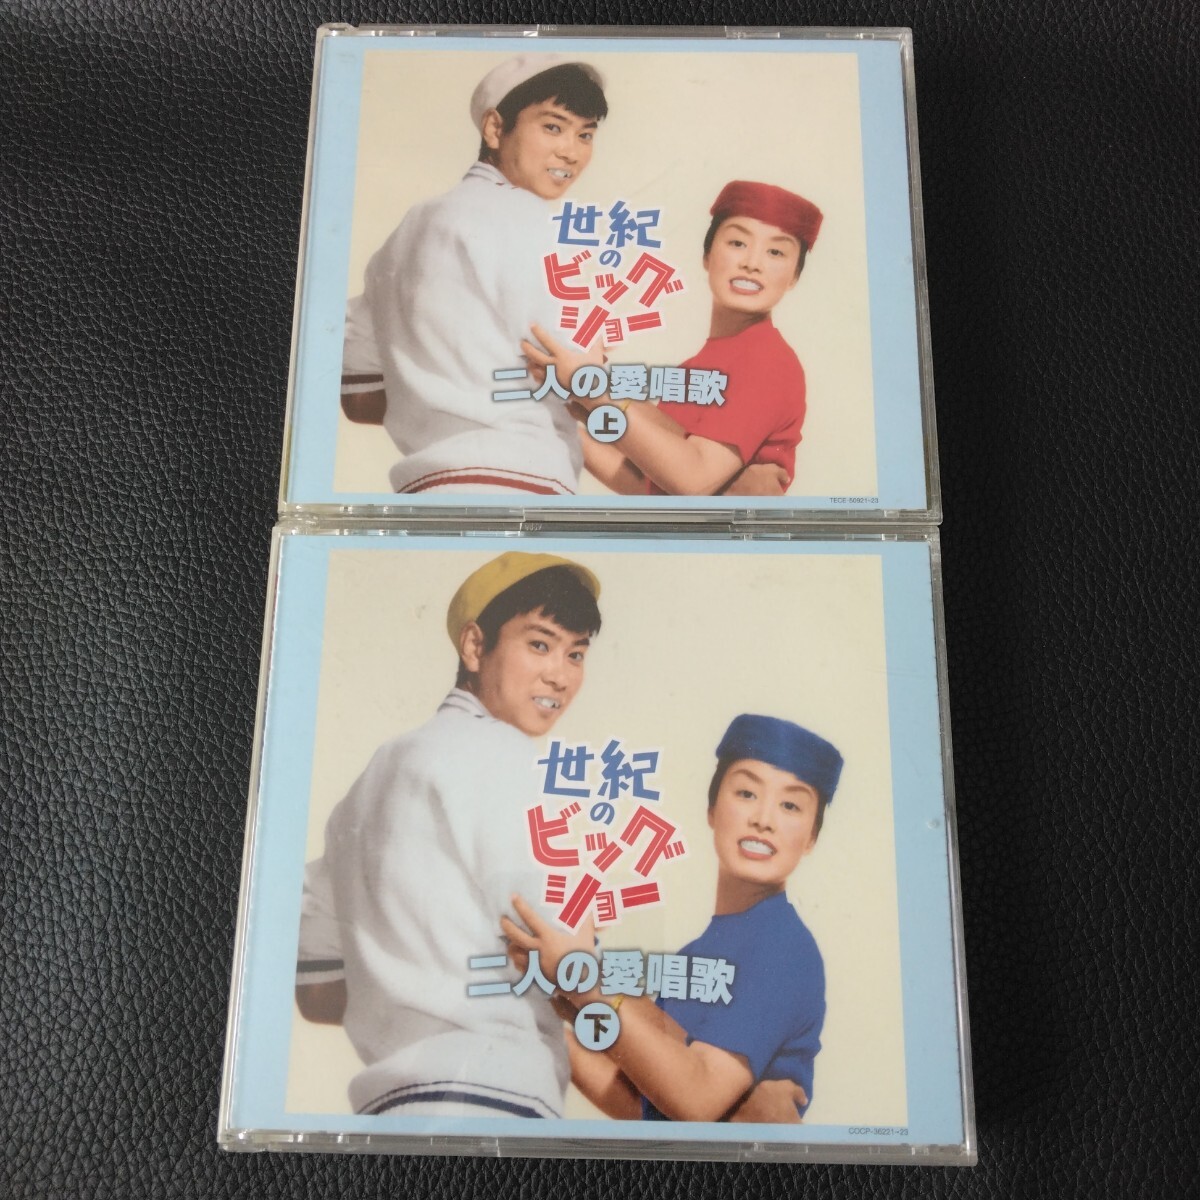 世紀
の
ビッグ
ショー
二人の愛唱歌
上
TECE-50921~23
世紀
の
ビッグ
ショー
二人の愛唱歌
下
COCP-36221~23